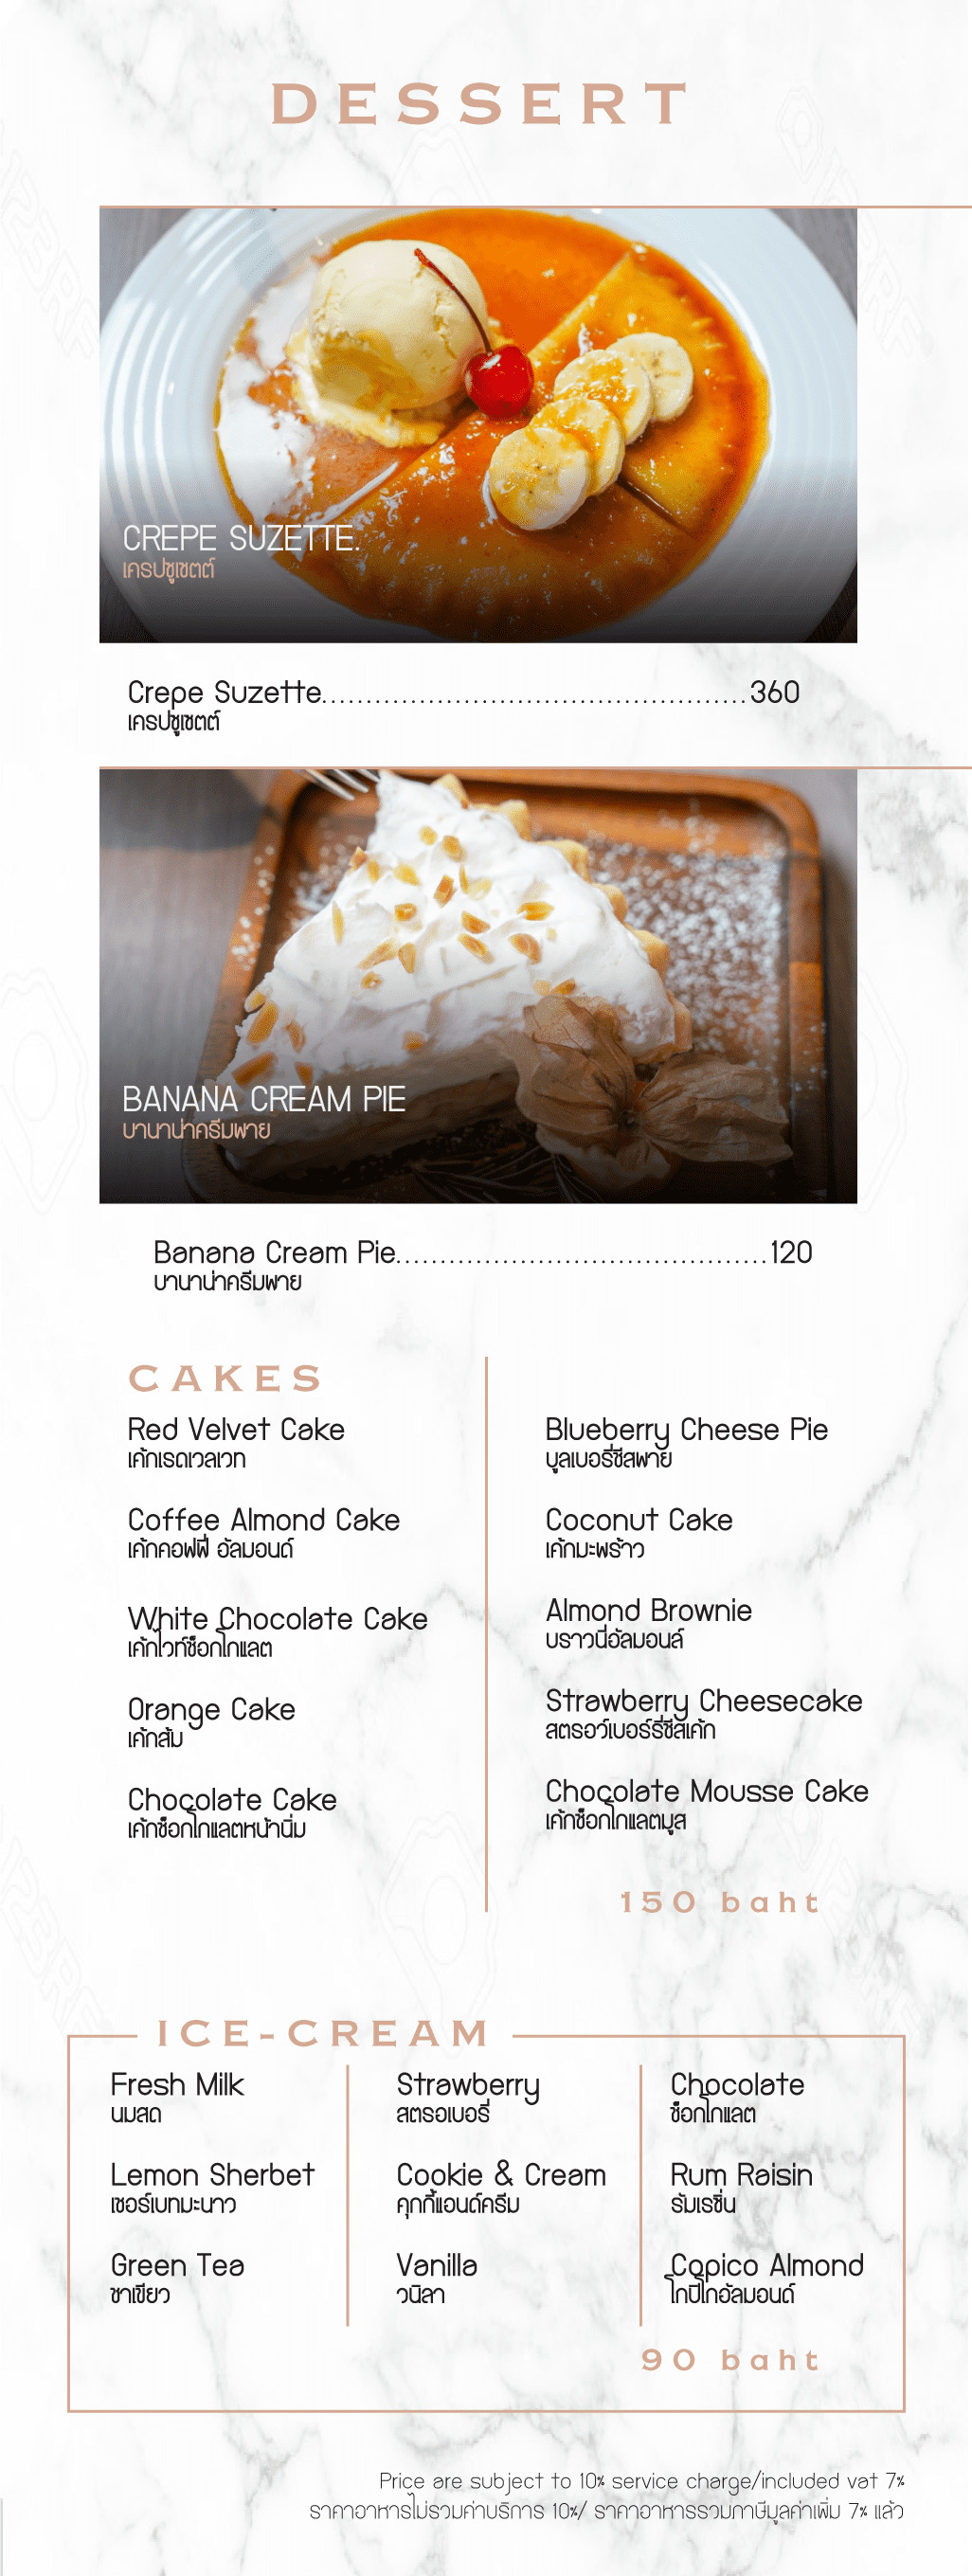 DESSERT
CREPE SUZETTE.
เครปซูเซตต์
Crepe Suzette................................................360
เครปซูเซตต์
BANANA CREAM PIE
บานาน่าครีมพาย
Banana Cream Pie..........................................120
บานาน่าครีมพาย
CAKES
Red Velvet Cake
เค้กเรดเวลเวท
Coffee Almond Cake
เค้กคอฟฟี่ อัลมอนด์
White Chocolate Cake
เค้กไวท์ช็อกโกแลต
Orange Cake
เค้กส้ม
Chocolate Cake
เค้กช็อกโกแลตหน้านิ่ม
Blueberry Cheese Pie
บูลเบอรี่ชีสพาย
Coconut Cake
เค้กมะพร้าว
Almond Brownie
บราวนี่อัลมอนล์
Strawberry Cheesecake
สตรอว์เบอร์รี่ชีสเค้ก
Chocolate Mousse Cake
เค้กช็อกโกแลตมูส
150 baht
ICE-CREAM
Fresh Milk
นมสด
Lemon Sherbet
เชอร์เบทมะนาว
Green Tea
ชาเขียว
Strawberry
สตรอเบอรี่
Cookie & Cream
คุกกี้แอนด์ครีม
Vanilla
วนิลา
Chocolate
ช็อกโกแลต
Rum Raisin
รัมเรซิ่น
Copico Almond
โกปิโกอัลมอนด์
90 baht
Price are subject to 10% service charge/included vat 7%
ราคาอาหารไม่รวมค่าบริการ 10%/ ราคาอาหารรวมภาษีมูลค่าเพิ่ม 7% แล้ว